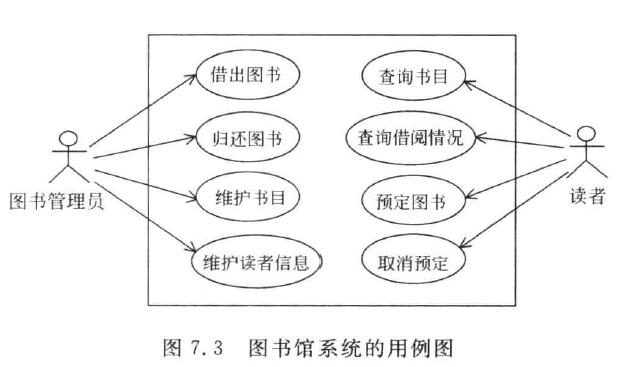 借出图书
查询书目
归还图书
查询借阅情况
图书管理员
维护书目
预定图书
读者
维护读者信息
取消预定
图 7.3 图书馆系统的用例图